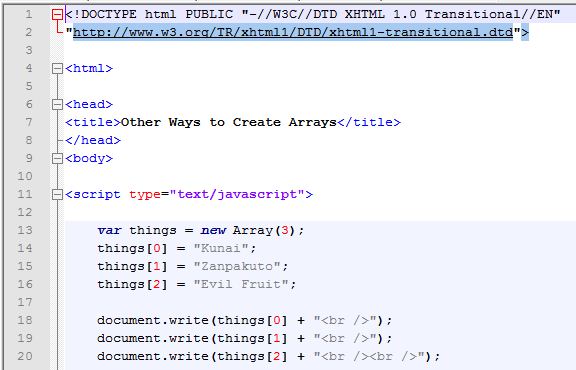 1 <!DOCTYPE html PUBLIC "-//W3C//DTD XHTML 1.0 Transitional//EN"
2 "http://www.w3.org/TR/xhtml1/DTD/xhtml1-transitional.dtd">
3
4 <html>
5
6 <head>
7 <title>Other Ways to Create Arrays</title>
8 </head>
9 <body>
10
11 <script type="text/javascript">
12
13 var things = new Array(3);
14 things[0] = "Kunai";
15 things[1] = "Zanpakuto";
16 things[2] = "Evil Fruit";
17
18 document.write(things[0] + "<br />");
19 document.write(things[1] + "<br />");
20 document.write(things[2] + "<br /><br />");